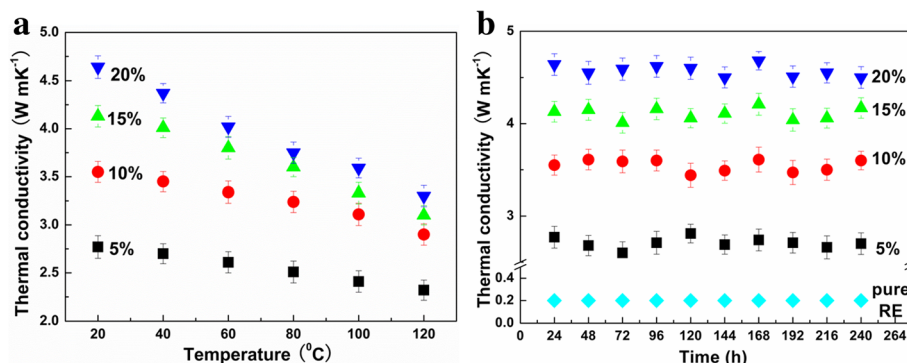 a
Thermal conductivity (W mK⁻¹)
5.0
4.5
4.0
3.5
3.0
2.5
2.0
20%
15%
10%
5%
20 40 60 80 100 120
Temperature (⁰C)
b
Thermal conductivity (W mK⁻¹)
5
4
3
0.4
0.2
0.0
20%
15%
10%
5%
pure
RE
0 24 48 72 96 120 144 168 192 216 240 264
Time (h)